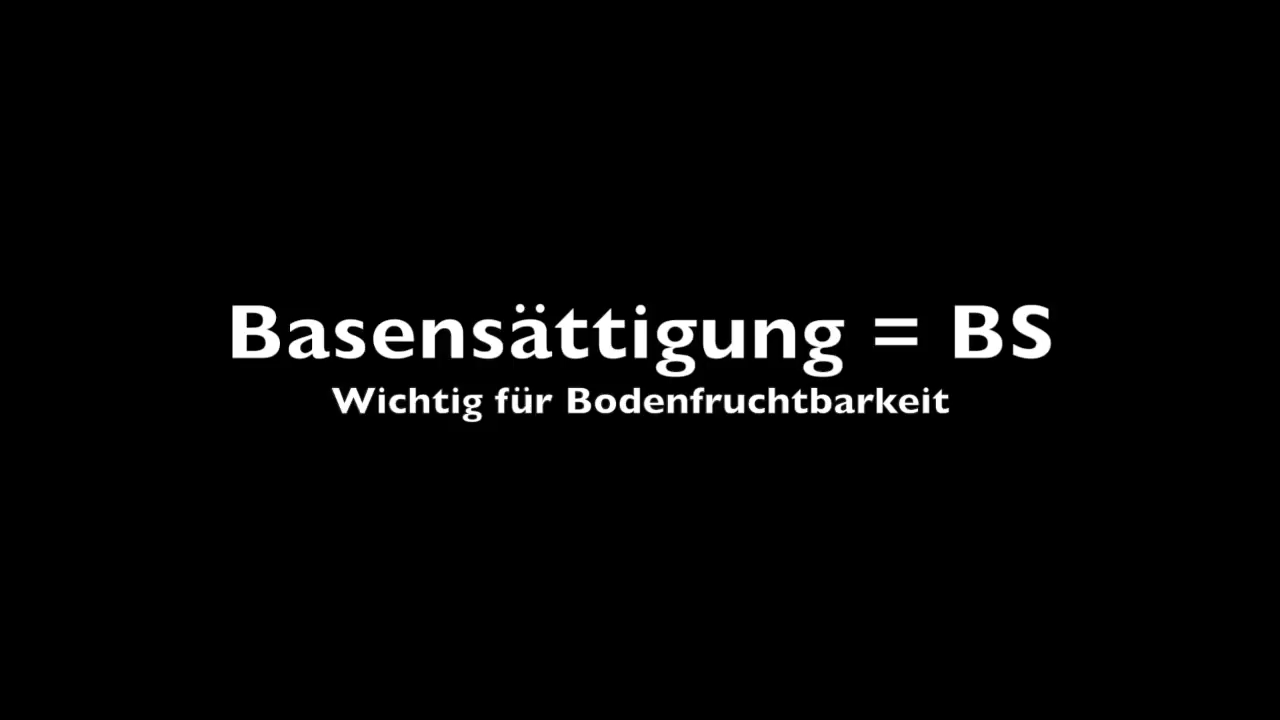 Basensättigung = BS
Wichtig für Bodenfruchtbarkeit